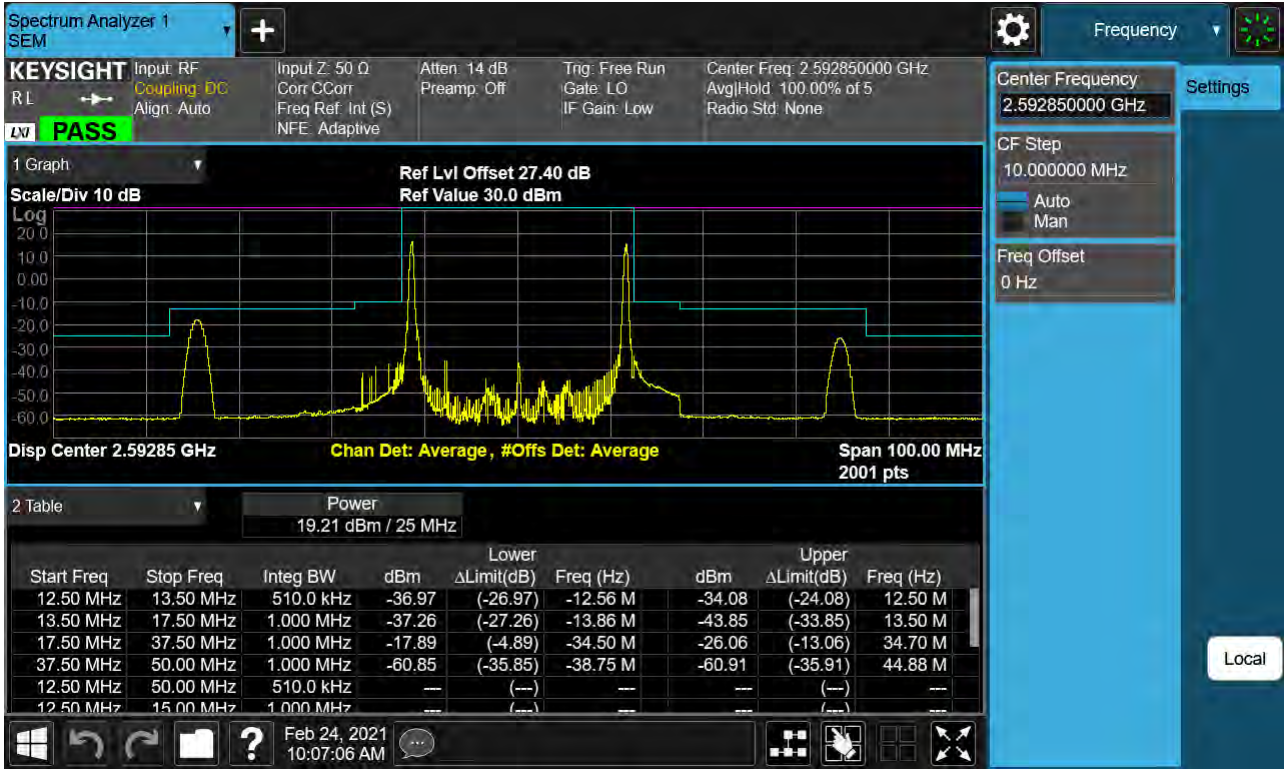 Spectrum Analyzer 1
SEM
Frequency
KEYSIGHT
Input: RF
Coupling: DC
Align: Auto
Input Z: 50 Ω
Corr CCorr
Freq Ref: Int (S)
NFE: Adaptive
Atten: 14 dB
Preamp: Off
Trig: Free Run
Gate: LO
IF Gain: Low
Center Freq: 2.592850000 GHz
Avg|Hold: 100.00% of 5
Radio Std: None
R L
LXI PASS
Center Frequency
2.592850000 GHz
Settings
CF Step
10.000000 MHz
Auto
Man
Freq Offset
0 Hz
Local
1 Graph
Scale/Div 10 dB
Ref Lvl Offset 27.40 dB
Ref Value 30.0 dBm
Log
20.0
10.0
0.00
-10.0
-20.0
-30.0
-40.0
-50.0
-60.0
Disp Center 2.59285 GHz Chan Det: Average, #Offs Det: Average Span 100.00 MHz
2001 pts
2 Table
Power
19.21 dBm / 25 MHz
Lower Upper
Start Freq Stop Freq Integ BW dBm ΔLimit(dB) Freq (Hz) dBm ΔLimit(dB) Freq (Hz)
12.50 MHz 13.50 MHz 510.0 kHz -36.97 (-26.97) -12.56 M -34.08 (-24.08) 12.50 M
13.50 MHz 17.50 MHz 1.000 MHz -37.26 (-27.26) -13.86 M -43.85 (-33.85) 13.50 M
17.50 MHz 37.50 MHz 1.000 MHz -17.89 (-4.89) -34.50 M -26.06 (-13.06) 34.70 M
37.50 MHz 50.00 MHz 1.000 MHz -60.85 (-35.85) -38.75 M -60.91 (-35.91) 44.88 M
12.50 MHz 50.00 MHz 510.0 kHz --- (---) --- --- (---) ---
12.50 MHz 15.00 MHz 1.000 MHz --- (---) --- --- (---) ---
Feb 24, 2021
10:07:06 AM